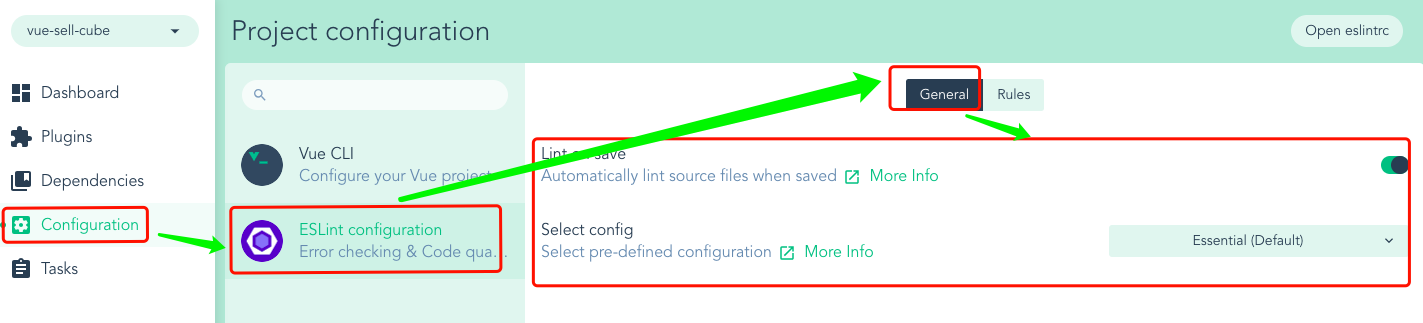 vue-sell-cube
Project configuration
Open eslintrc
Dashboard
Plugins
Dependencies
Configuration
Tasks
Vue CLI
Configure your Vue project
ESLint configuration
Error checking & Code qua...
General
Rules
Lint on save
Automatically lint source files when saved More Info
Select config
Select pre-defined configuration More Info
Essential (Default)